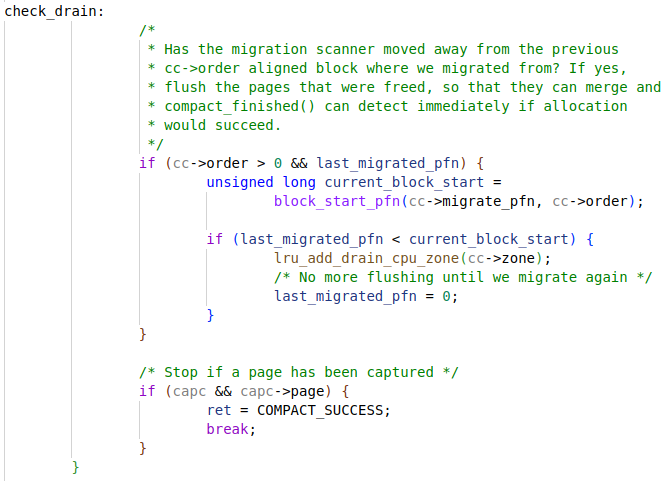 check_drain:
/*
* Has the migration scanner moved away from the previous
* cc->order aligned block where we migrated from? If yes,
* flush the pages that were freed, so that they can merge and
* compact_finished() can detect immediately if allocation
* would succeed.
*/
if (cc->order > 0 && last_migrated_pfn) {
unsigned long current_block_start =
block_start_pfn(cc->migrate_pfn, cc->order);
if (last_migrated_pfn < current_block_start) {
lru_add_drain_cpu_zone(cc->zone);
/* No more flushing until we migrate again */
last_migrated_pfn = 0;
}
}
/* Stop if a page has been captured */
if (capc && capc->page) {
ret = COMPACT_SUCCESS;
break;
}
}